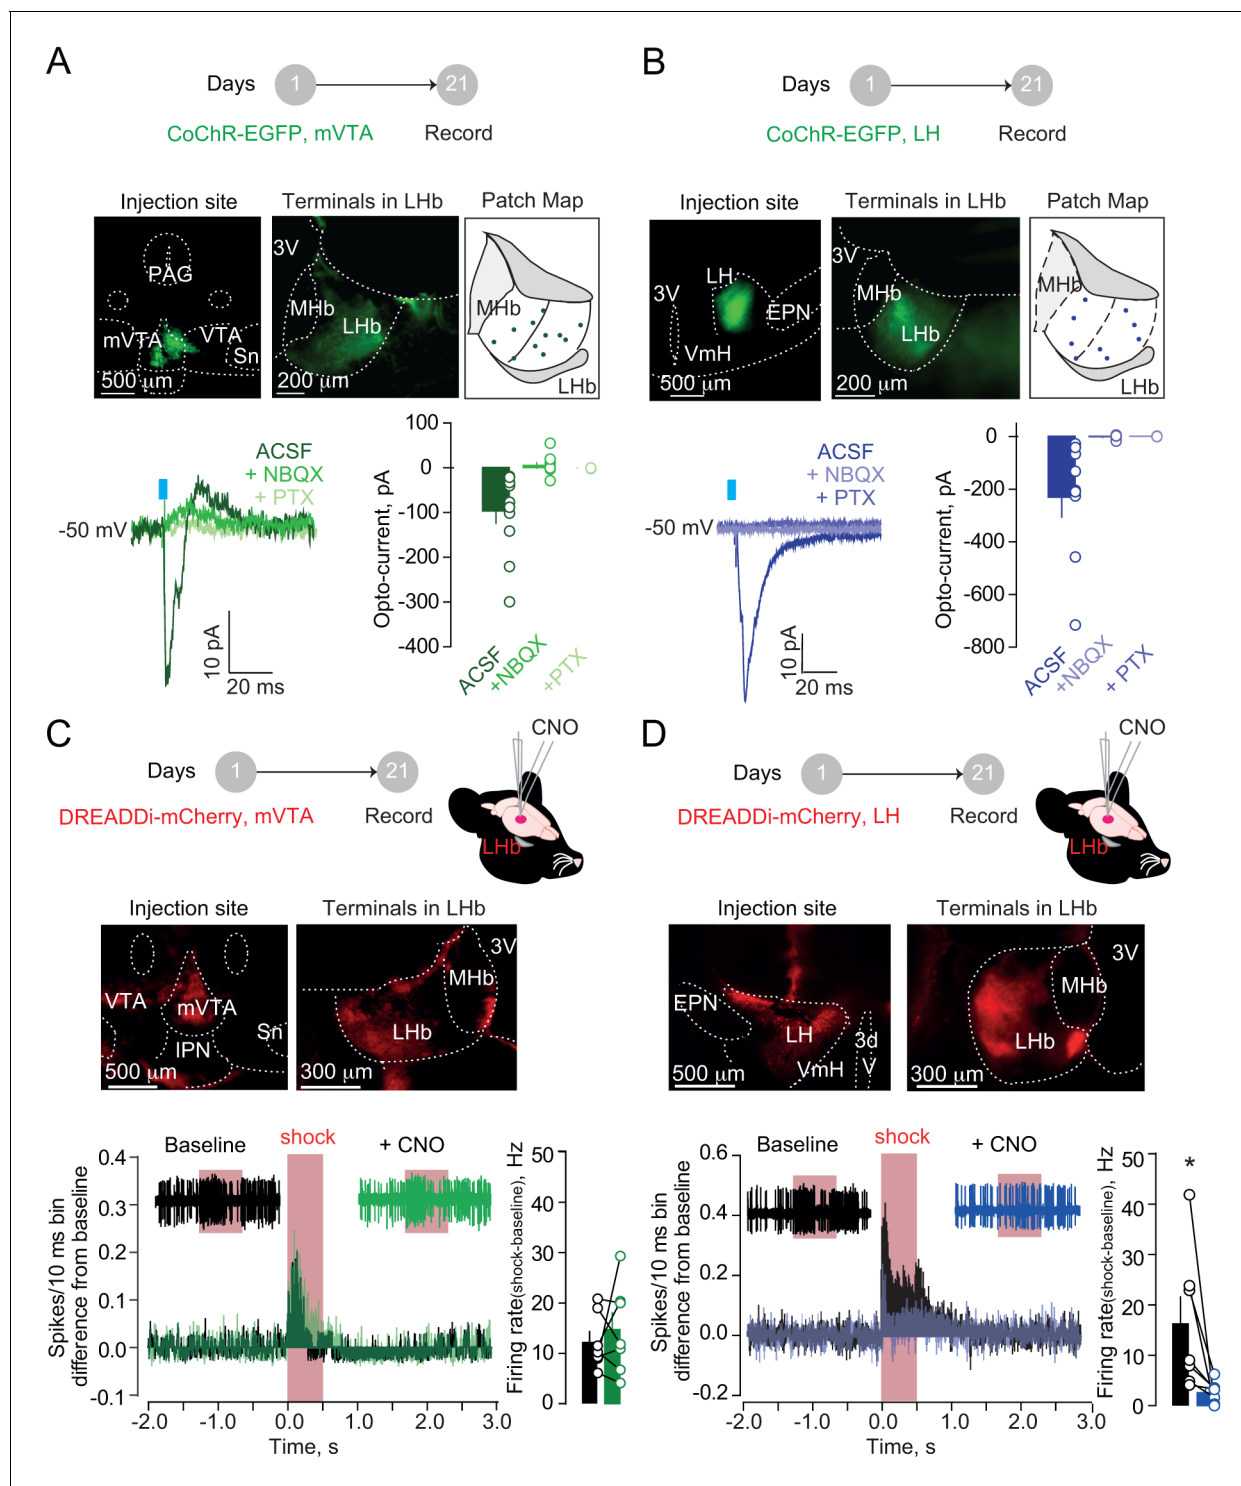 A
Days 1 21
CoChR-EGFP, mVTA Record
Injection site Terminals in LHb Patch Map
PAG
mVTA VTA
Sn
500 μm
3V
MHb
LHb
200 μm
MHb
LHb
-50 mV
ACSF
+ NBQX
+ PTX
10 pA
20 ms
Opto-current, pA
100
0
-100
-200
-300
-400
ACSF
+NBQX
+PTX
B
Days 1 21
CoChR-EGFP, LH Record
Injection site Terminals in LHb Patch Map
LH
3V
EPN
VmH
500 μm
3V
MHb
LHb
200 μm
MHb
LHb
-50 mV
ACSF
+ NBQX
+ PTX
10 pA
20 ms
Opto-current, pA
0
-200
-400
-600
-800
ACSF
+NBQX
+ PTX
C
CNO
Days 1 21
DREADDi-mCherry, mVTA Record
LHb
Injection site Terminals in LHb
VTA
mVTA
IPN
Sn
500 μm
3V
MHb
LHb
300 μm
Baseline shock + CNO
Spikes/10 ms bin
difference from baseline
0.4
0.3
0.2
0.1
0.0
-0.1
-2.0 -1.0 0.0 1.0 2.0 3.0
Time, s
Firing rate(shock-baseline), Hz
50
40
30
20
10
0
D
CNO
Days 1 21
DREADDi-mCherry, LH Record
LHb
Injection site Terminals in LHb
EPN
LH
3d
V
VmH
500 μm
3V
MHb
LHb
300 μm
Baseline shock + CNO
Spikes/10 ms bin
difference from baseline
0.6
0.4
0.2
0.0
-0.2
-2.0 -1.0 0.0 1.0 2.0 3.0
Time, s
Firing rate(shock-baseline), Hz
50
40
30
20
10
0
*